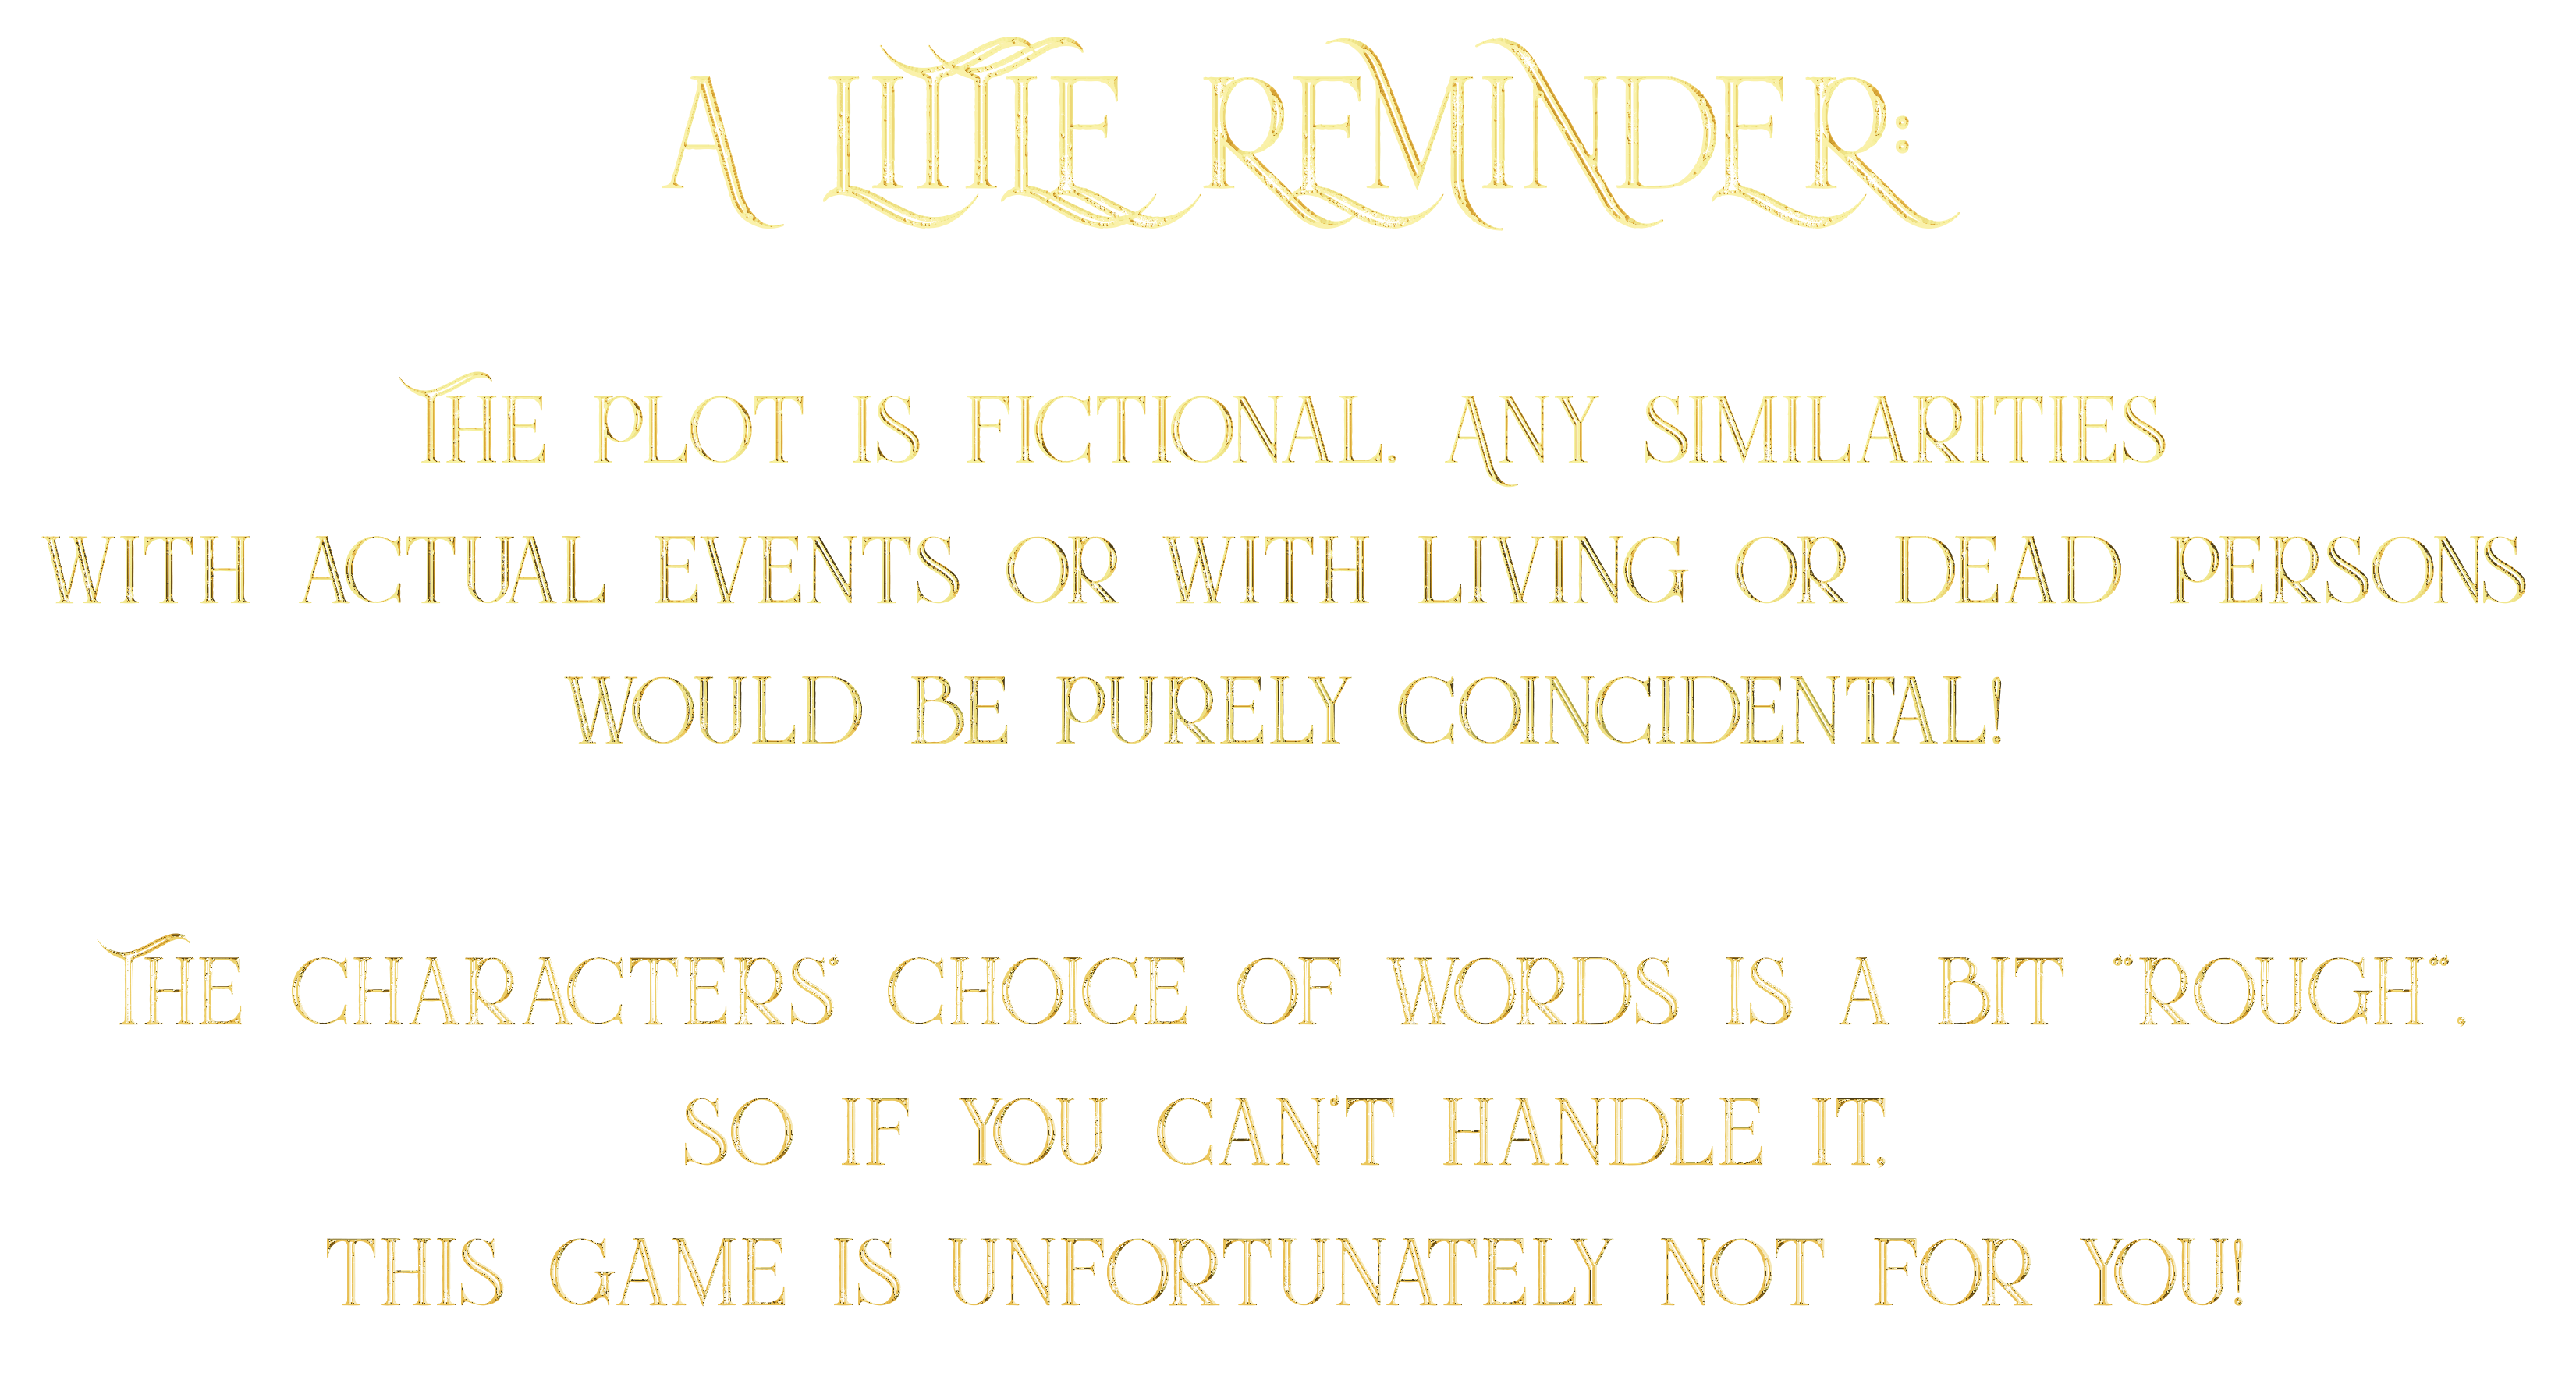 A LITTLE REMINDER:
The plot is fictional. Any similarities
with actual events or with living or dead persons
would be purely coincidental!
The characters' choice of words is a bit "rough".
so if you can't handle it.
this game is unfortunately not for you!